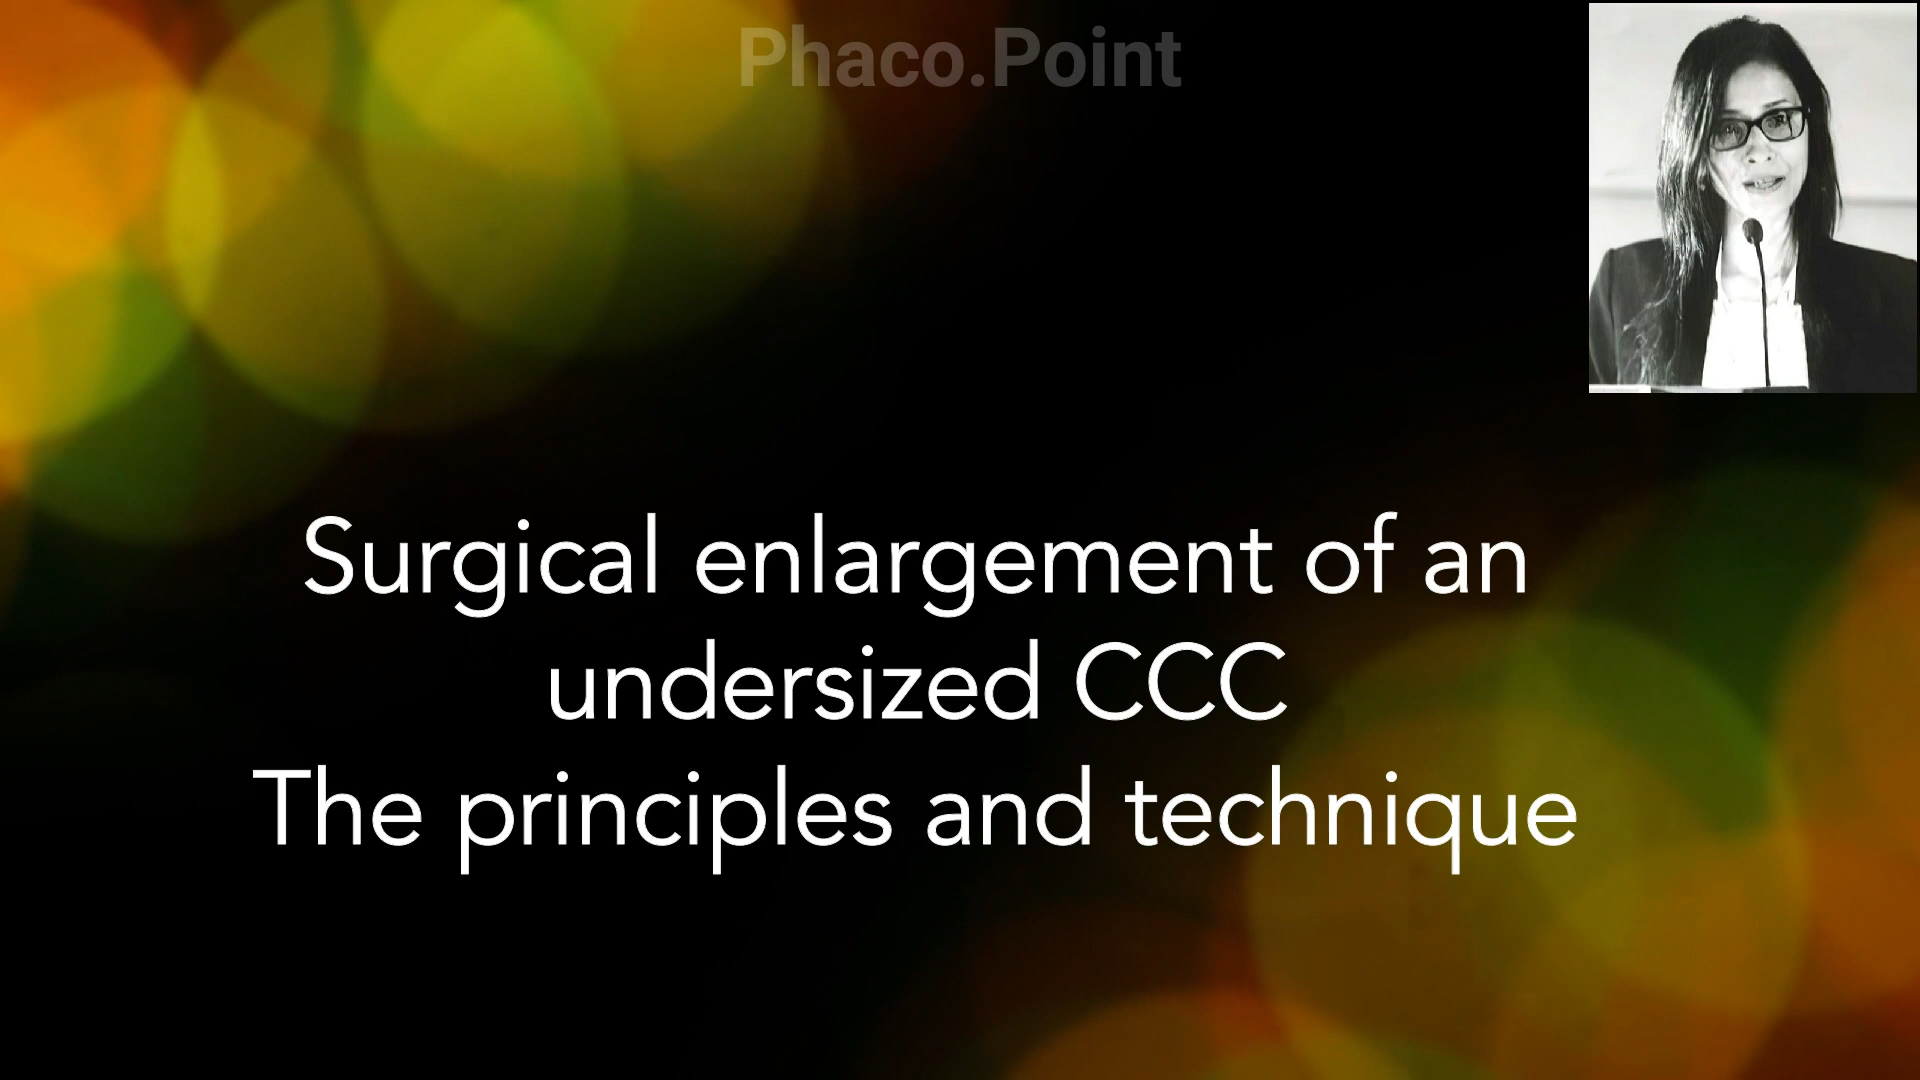 Phaco.Point
Surgical enlargement of an
undersized CCC
The principles and technique